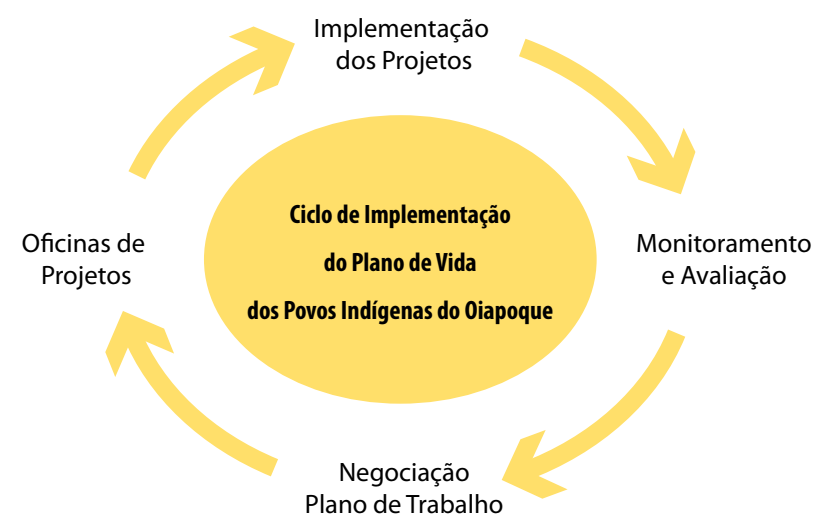 Implementação
dos Projetos
Ciclo de Implementação
do Plano de Vida
dos Povos Indígenas do Oiapoque
Oficinas de
Projetos
Monitoramento
e Avaliação
Negociação
Plano de Trabalho